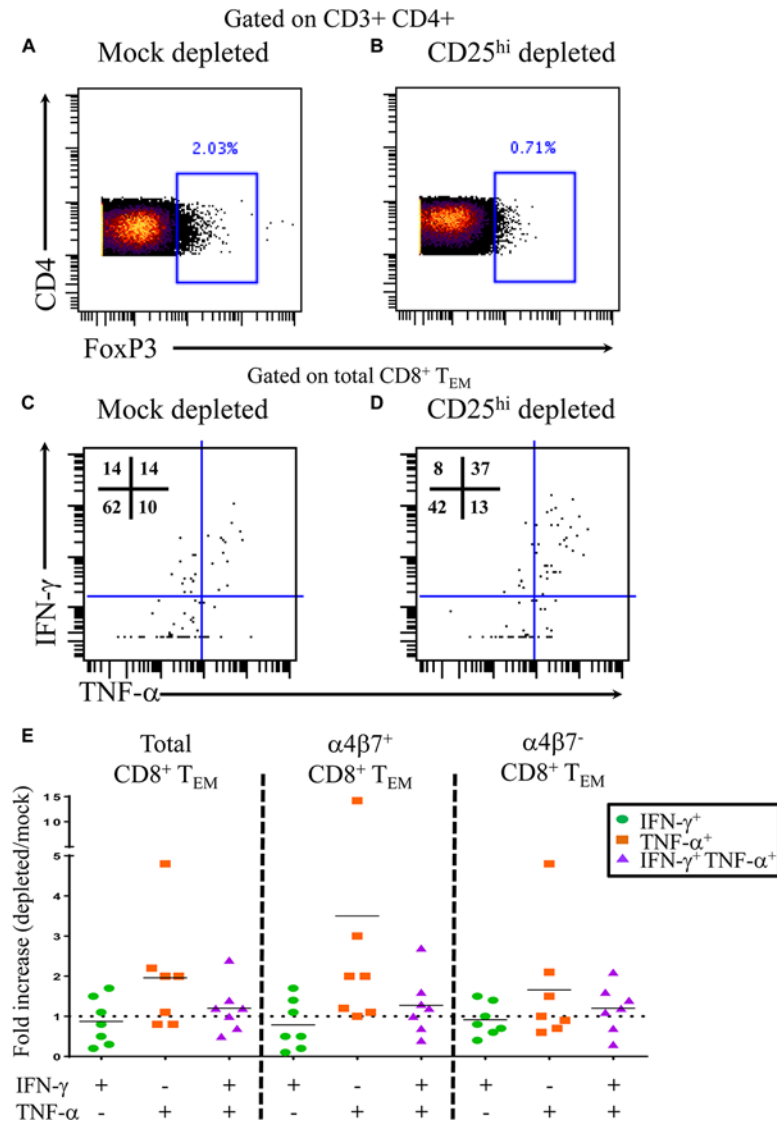 Gated on CD3+ CD4+
A
Mock depleted
B
CD25hi depleted
2.03%
0.71%
CD4
FoxP3
Gated on total CD8+ TEM
C
Mock depleted
D
CD25hi depleted
14 14
62 10
8 37
42 13
IFN-γ
TNF-α
E
Total
CD8+ TEM
α4β7+
CD8+ TEM
α4β7-
CD8+ TEM
Fold increase (depleted/mock)
15
10
5
4
3
2
1
0
IFN-γ+
TNF-α+
IFN-γ+ TNF-α+
IFN-γ + - + + - + + - +
TNF-α - + + - + + - + +